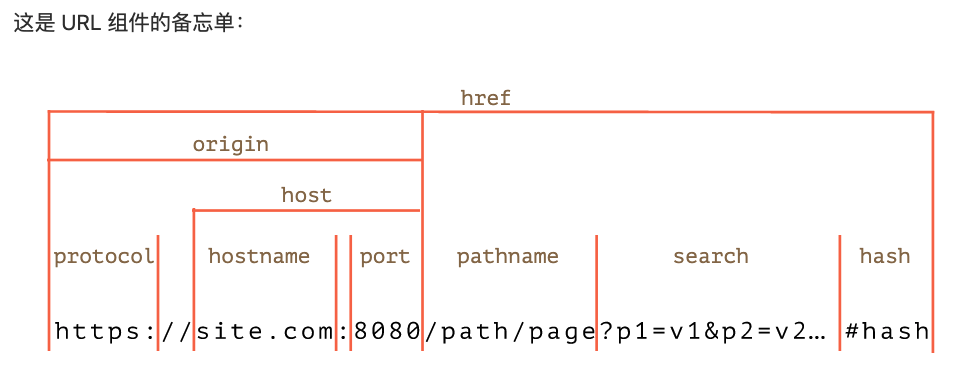 这是 URL 组件的备忘单：
href
origin
host
protocol hostname port pathname search hash
https://site.com:8080/path/page?p1=v1&p2=v2… #hash